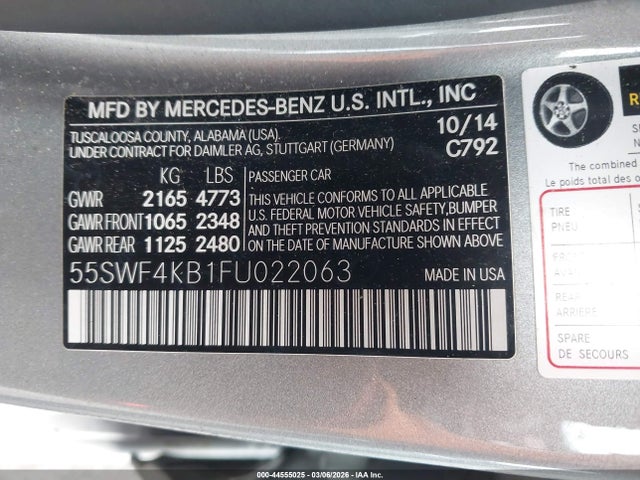 MFD BY MERCEDES-BENZ U.S. INTL., INC
TUSCALOOSA COUNTY, ALABAMA (USA). 10/14
UNDER CONTRACT FOR DAIMLER AG, STUTTGART (GERMANY) C792
KG LBS PASSENGER CAR
GVWR 2165 4773 THIS VEHICLE CONFORMS TO ALL APPLICABLE
GAWR FRONT 1065 2348 U.S. FEDERAL MOTOR VEHICLE SAFETY,BUMPER
GAWR REAR 1125 2480 AND THEFT PREVENTION STANDARDS IN EFFECT
ON THE DATE OF MANUFACTURE SHOWN ABOVE.
55SWF4KB1FU022063 MADE IN USA
The combined
Le poids total des
TIRE
PNEU
FRONT
AVANT
REAR
ARRIERE
SPARE
DE SECOURS
000-44555025 | 03/06/2026 - IAAI.COM